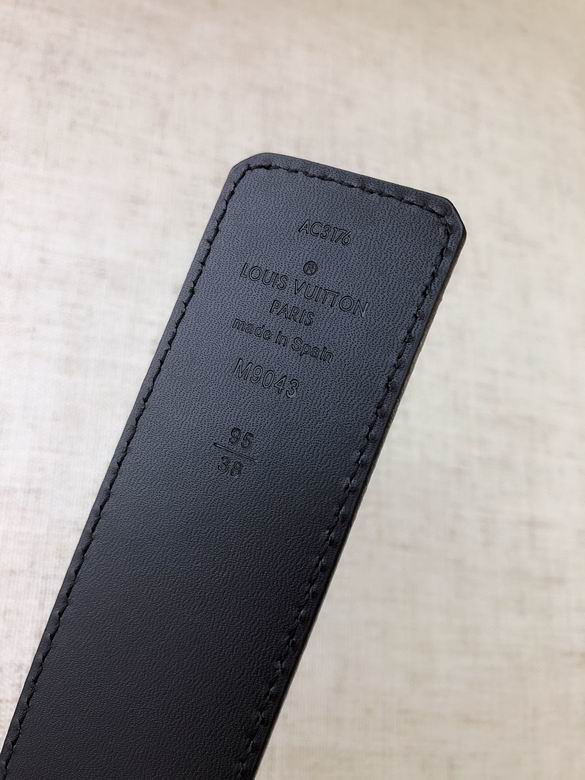 AC3176
®
LOUIS VUITTON
PARIS
made in Spain
M9043
95
38